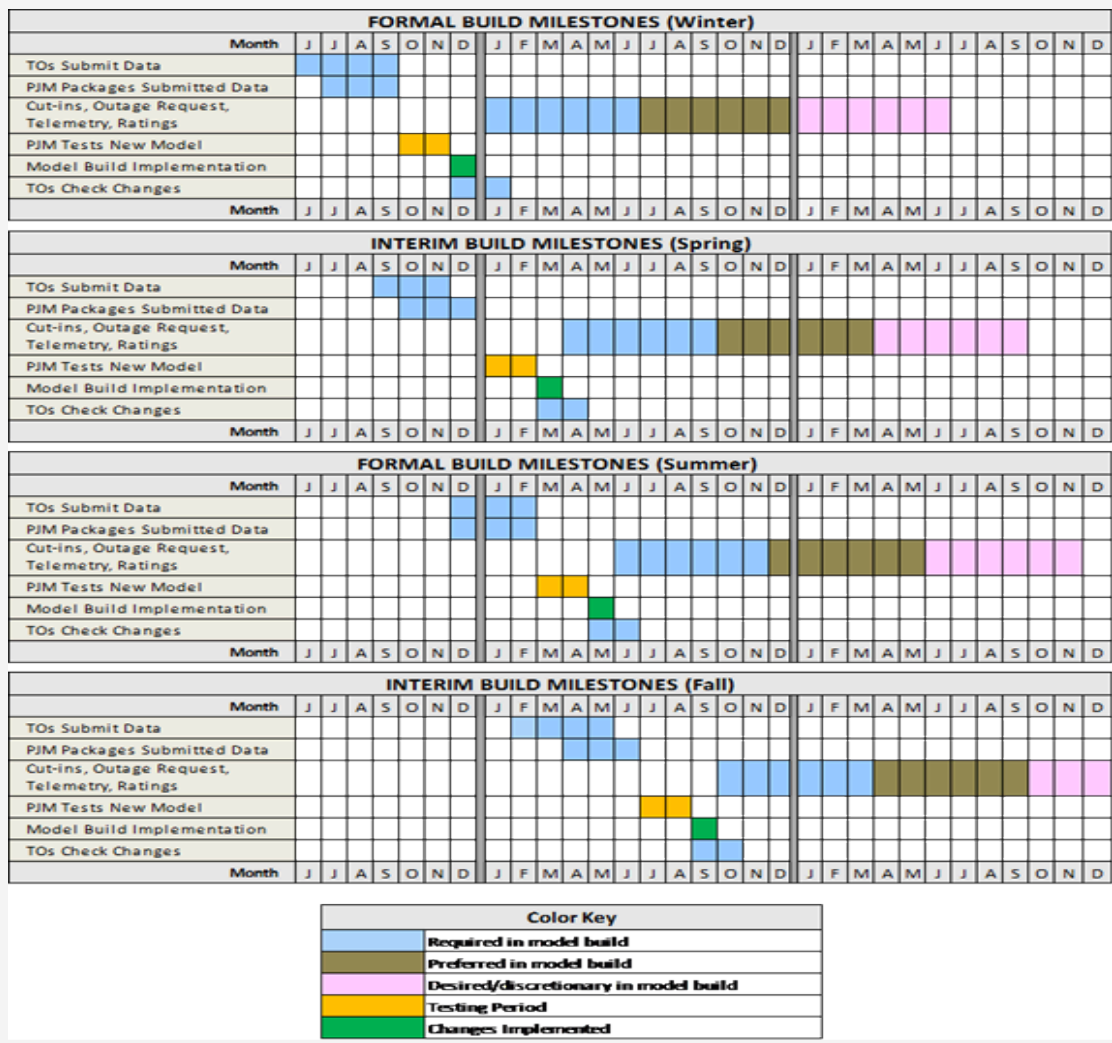 FORMAL BUILD MILESTONES (Winter)
Month J J A S O N D J F M A M J J A S O N D J F M A M J J A S O N D
TOs Submit Data
PJM Packages Submitted Data
Cut-ins, Outage Request,
Telemetry, Ratings
PJM Tests New Model
Model Build Implementation
TOs Check Changes
Month J J A S O N D J F M A M J J A S O N D J F M A M J J A S O N D
INTERIM BUILD MILESTONES (Spring)
Month J J A S O N D J F M A M J J A S O N D J F M A M J J A S O N D
TOs Submit Data
PJM Packages Submitted Data
Cut-ins, Outage Request,
Telemetry, Ratings
PJM Tests New Model
Model Build Implementation
TOs Check Changes
Month J J A S O N D J F M A M J J A S O N D J F M A M J J A S O N D
FORMAL BUILD MILESTONES (Summer)
Month J J A S O N D J F M A M J J A S O N D J F M A M J J A S O N D
TOs Submit Data
PJM Packages Submitted Data
Cut-ins, Outage Request,
Telemetry, Ratings
PJM Tests New Model
Model Build Implementation
TOs Check Changes
Month J J A S O N D J F M A M J J A S O N D J F M A M J J A S O N D
INTERIM BUILD MILESTONES (Fall)
Month J J A S O N D J F M A M J J A S O N D J F M A M J J A S O N D
TOs Submit Data
PJM Packages Submitted Data
Cut-ins, Outage Request,
Telemetry, Ratings
PJM Tests New Model
Model Build Implementation
TOs Check Changes
Month J J A S O N D J F M A M J J A S O N D J F M A M J J A S O N D
Color Key
Required in model build
Preferred in model build
Desired/discretionary in model build
Testing Period
Changes Implemented